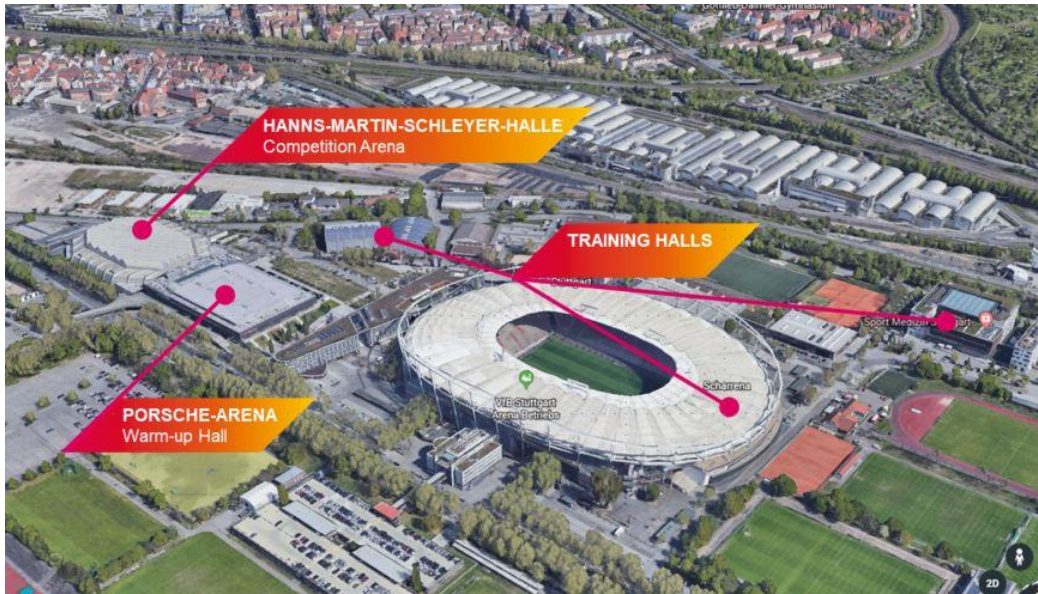 Gottlieb-Daimler-Gymnasium
HANNS-MARTIN-SCHLEYER-HALLE
Competition Arena
TRAINING HALLS
Stuttgart
Sport Medizin Stuttgart
Scharrena
VfB Stuttgart
Arena Betriebs
PORSCHE-ARENA
Warm-up Hall
2D